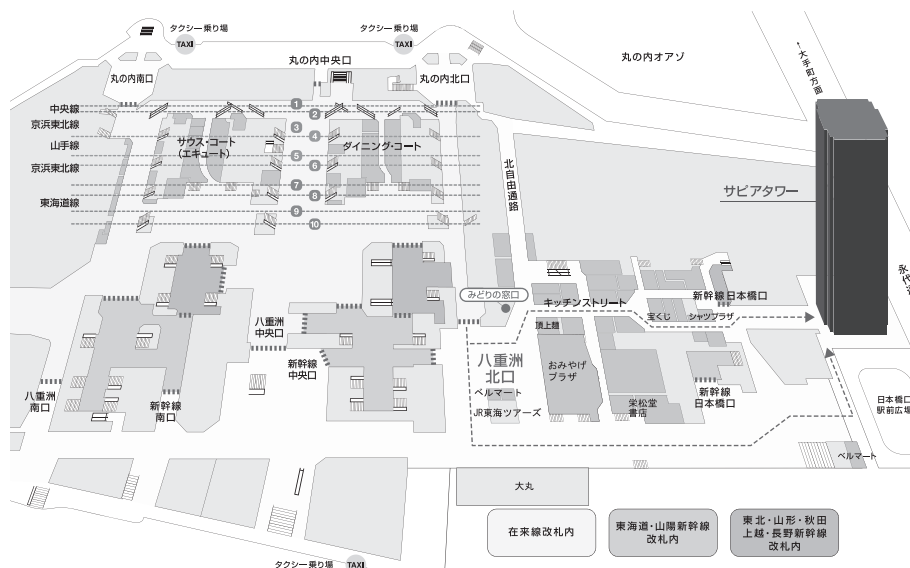 タクシー乗り場
TAXI
タクシー乗り場
TAXI
丸の内南口
丸の内中央口
丸の内北口
丸の内オアゾ
↑大手町方面
中央線
京浜東北線
山手線
京浜東北線
東海道線
1
2
3
4
5
6
7
8
9
10
サウス・コート
(エキュート)
ダイニング・コート
北自由通路
サピアタワー
みどりの窓口
キッチンストリート
新幹線日本橋口
宝くじ
シャツプラザ
頂上麺
八重洲
中央口
新幹線
中央口
八重洲
北口
ベルマート
JR東海ツアーズ
おみやげ
プラザ
栄松堂
書店
新幹線
日本橋口
八重洲
南口
新幹線
南口
日本橋口
駅前広場
ベルマート
大丸
在来線改札内
東海道・山陽新幹線
改札内
東北・山形・秋田
上越・長野新幹線
改札内
タクシー乗り場
TAXI